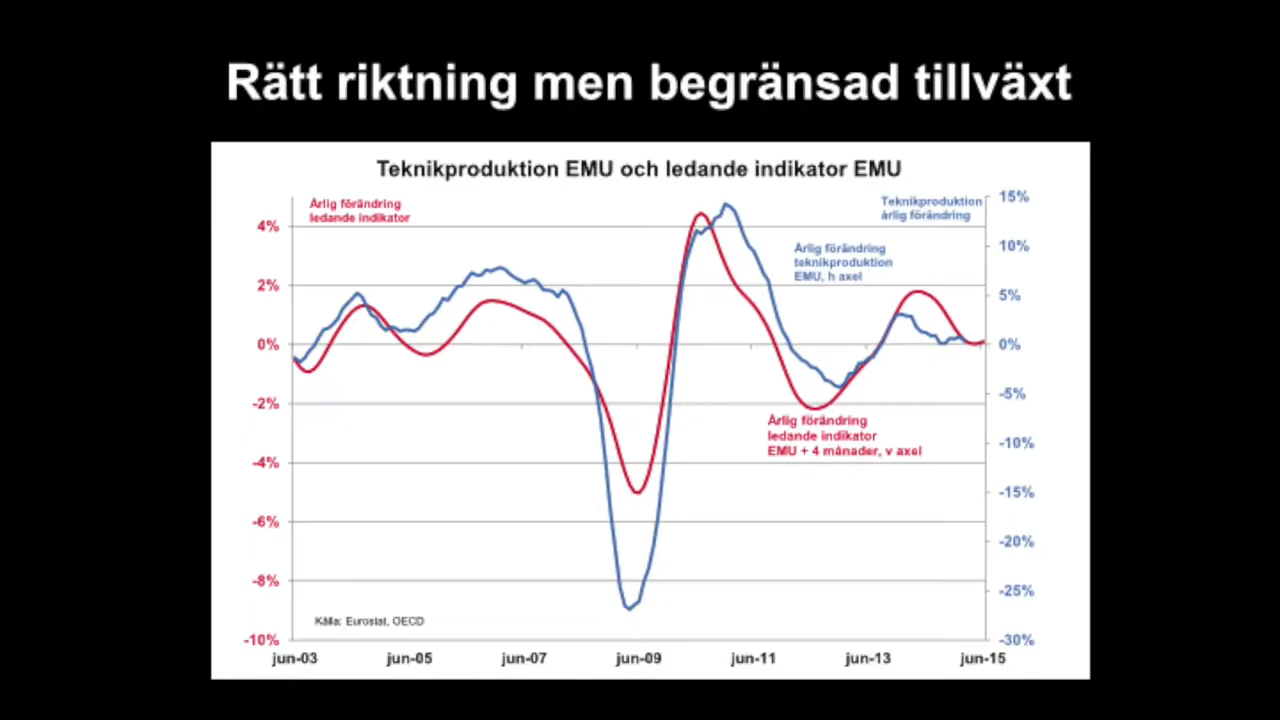 Rätt riktning men begränsad tillväxt
Teknikproduktion EMU och ledande indikator EMU
Årlig förändring
ledande indikator
Teknikproduktion
årlig förändring
15%
4%
10%
Årlig förändring
teknikproduktion
EMU, h axel
2%
5%
0%
0%
-2%
-5%
Årlig förändring
ledande indikator
EMU + 4 månader, v axel
-10%
-4%
-15%
-6%
-20%
-8%
-25%
Källa: Eurostat, OECD
-10%
-30%
jun-03 jun-05 jun-07 jun-09 jun-11 jun-13 jun-15